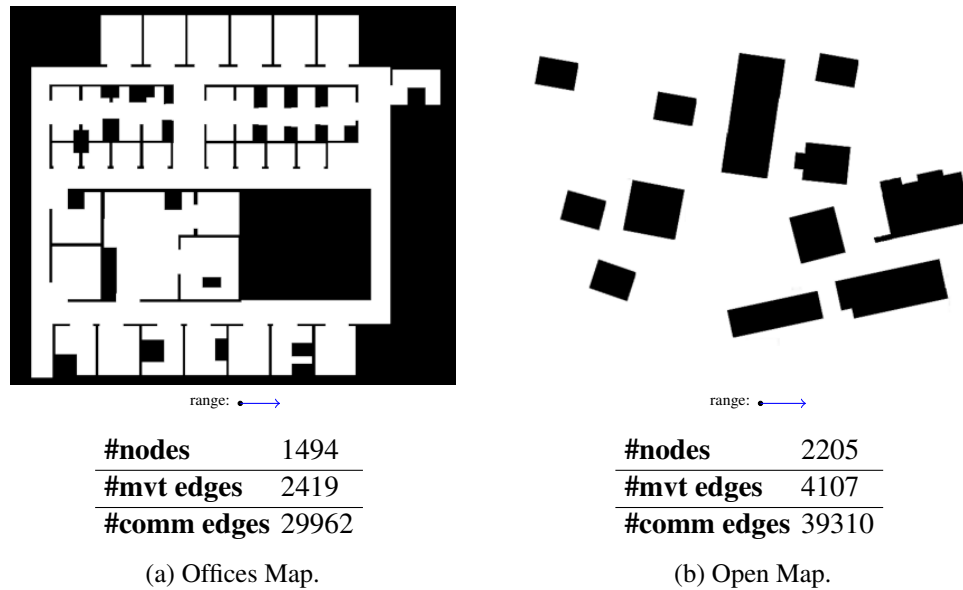 range:
#nodes 1494
#mvt edges 2419
#comm edges 29962
(a) Offices Map.
range:
#nodes 2205
#mvt edges 4107
#comm edges 39310
(b) Open Map.